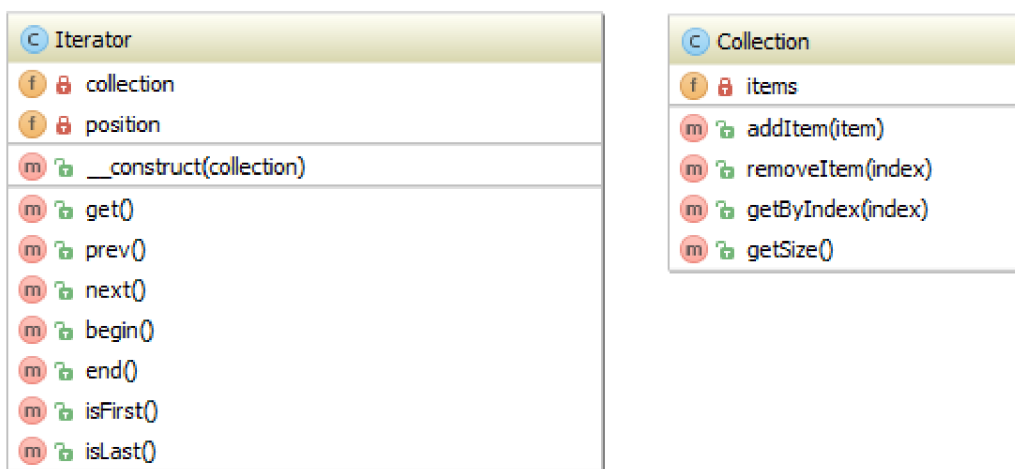 C Iterator
f collection
f position
m __construct(collection)
m get()
m prev()
m next()
m begin()
m end()
m isFirst()
m isLast()
C Collection
f items
m addItem(item)
m removeItem(index)
m getByIndex(index)
m getSize()